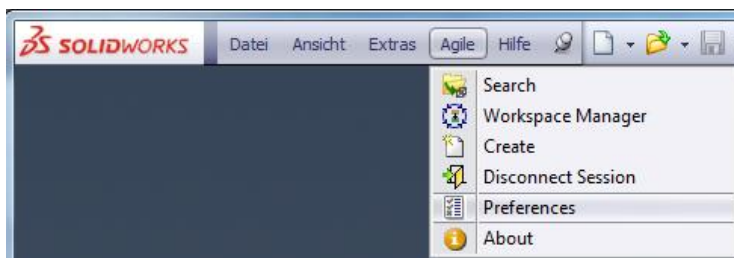 SOLIDWORKS Datei Ansicht Extras Agile Hilfe
Search
Workspace Manager
Create
Disconnect Session
Preferences
About